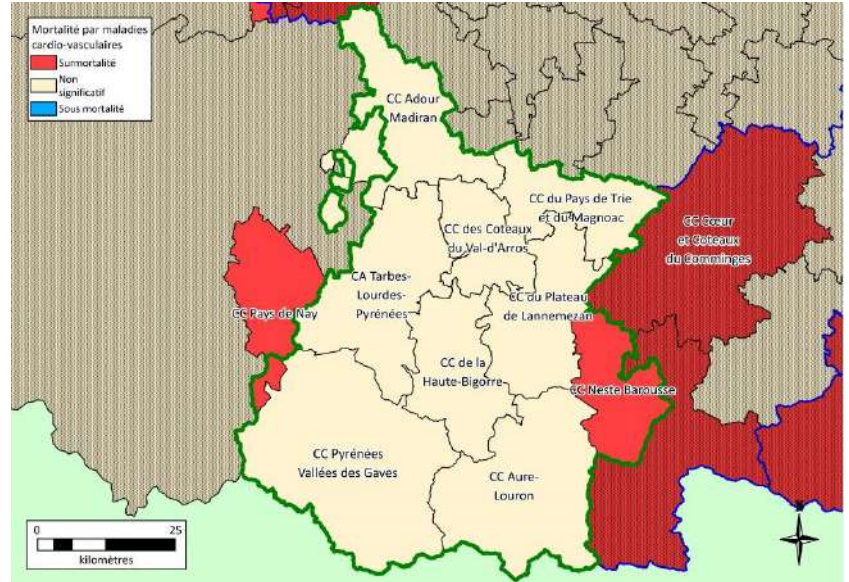 Mortalité par maladies
cardio-vasculaires
Surmortalité
Non
significatif
Sous mortalité
CC Adour
Madiran
CC du Pays de Trie
et du Magnoac
CC des Coteaux
du Val-d'Arros
CC Cœur
et Coteaux
du Comminges
CA Tarbes-
Lourdes-
Pyrénées
CC Pays de Nay
CC du Plateau
de Lannemezan
CC de la
Haute-Bigorre
CC Neste Barousse
CC Pyrénées
Vallées des Gaves
CC Aure-
Louron
0
25
kilomètres